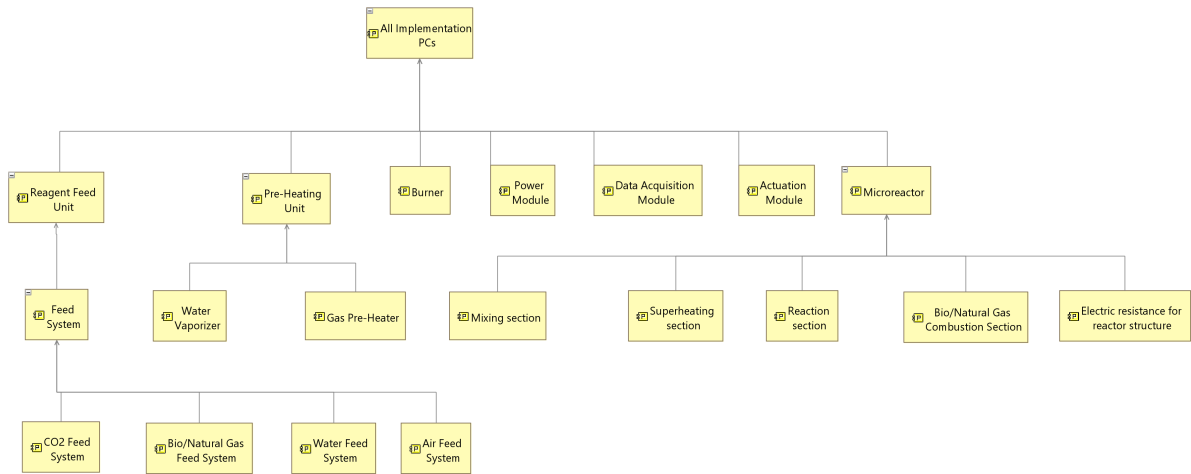 All Implementation
PCs
Reagent Feed
Unit
Pre-Heating
Unit
Burner
Power
Module
Data Acquisition
Module
Actuation
Module
Microreactor
Feed
System
Water
Vaporizer
Gas Pre-Heater
Mixing section
Superheating
section
Reaction
section
Bio/Natural Gas
Combustion Section
Electric resistance for
reactor structure
CO2 Feed
System
Bio/Natural Gas
Feed System
Water Feed
System
Air Feed
System